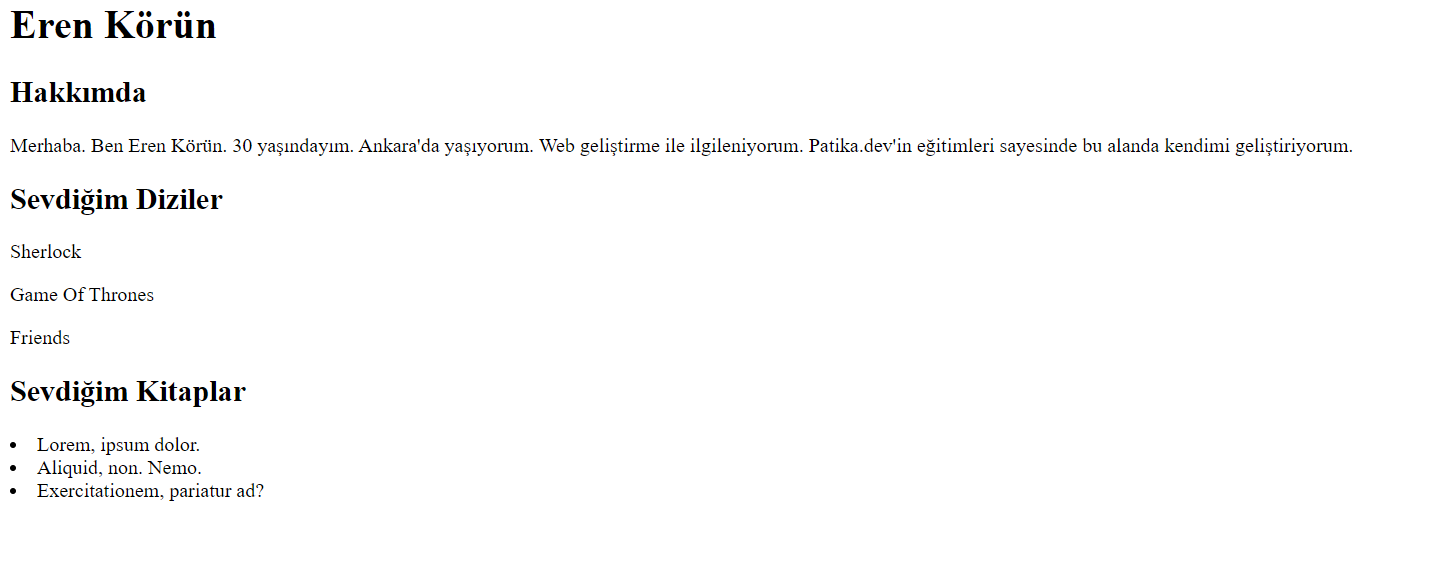 Eren Körün
Hakkımda
Merhaba. Ben Eren Körün. 30 yaşındayım. Ankara'da yaşıyorum. Web geliştirme ile ilgileniyorum. Patika.dev'in eğitimleri sayesinde bu alanda kendimi geliştiriyorum.
Sevdiğim Diziler
Sherlock
Game Of Thrones
Friends
Sevdiğim Kitaplar
• Lorem, ipsum dolor.
• Aliquid, non. Nemo.
• Exercitationem, pariatur ad?